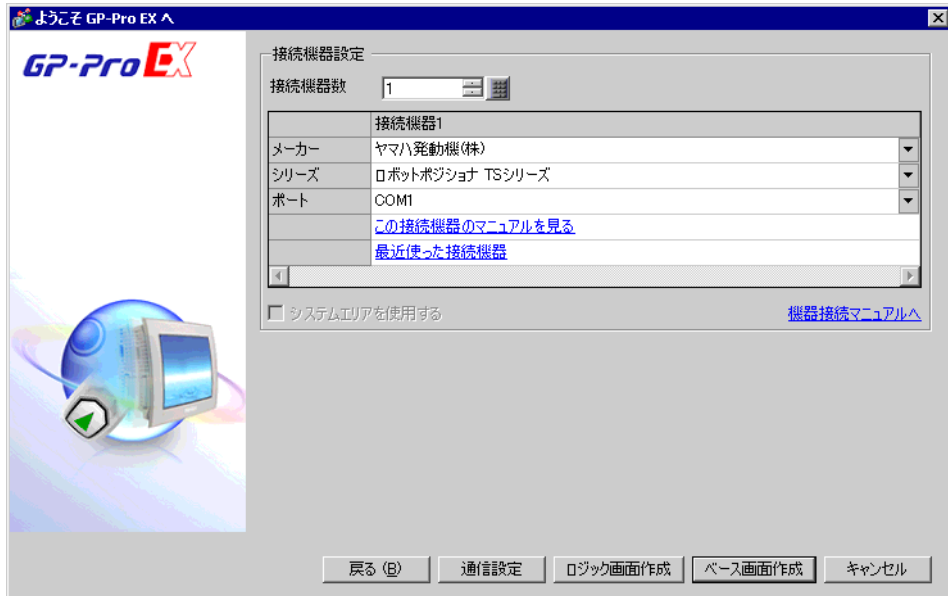 ようこそ GP-Pro EX へ
GP-Pro EX
接続機器設定
接続機器数 1
接続機器1
メーカー ヤマハ発動機(株)
シリーズ ロボットポジショナ TSシリーズ
ポート COM1
この接続機器のマニュアルを見る
最近使った接続機器
システムエリアを使用する 機器接続マニュアルへ
戻る (B) 通信設定 ロジック画面作成 ベース画面作成 キャンセル